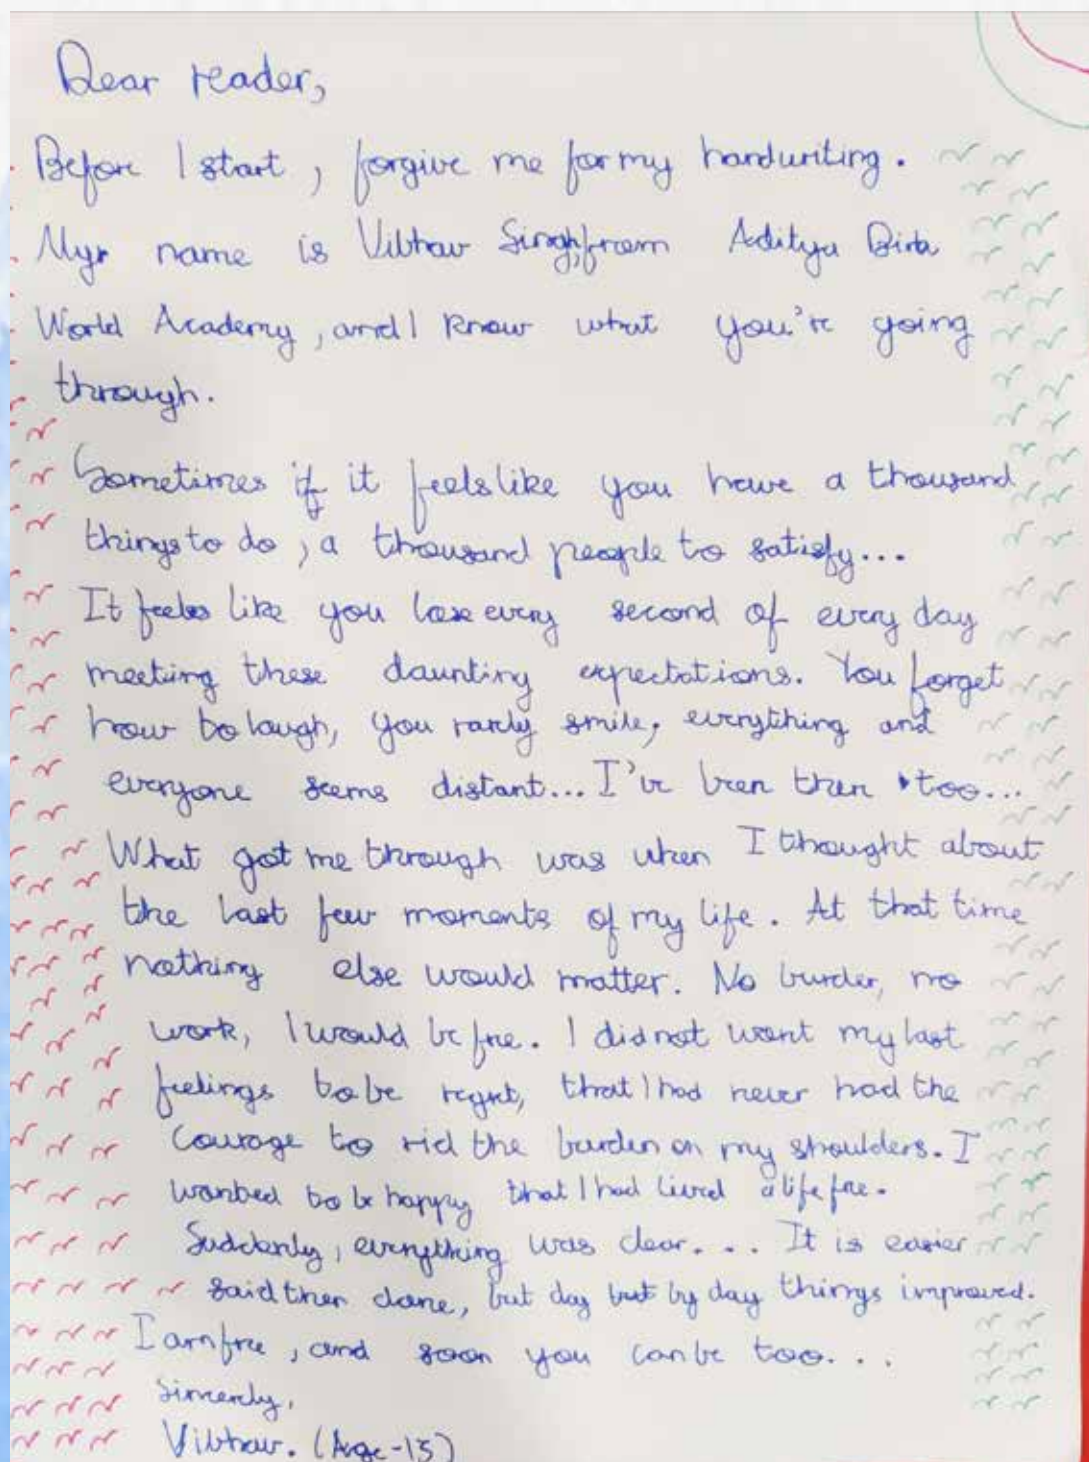 Dear reader,
Before I start, forgive me for my handwriting.
My name is Vibhav Singh, from Aditya Birla
World Academy, and I know what you're going
through.
Sometimes if it feels like you have a thousand
things to do, a thousand people to satisfy...
It feels like you lose every second of every day
meeting these daunting expectations. You forget
how to laugh, you rarely smile, everything and
everyone seems distant... I've been there too...
What got me through was when I thought about
the last few moments of my life. At that time
nothing else would matter. No burden, no
work, I would be free. I did not want my last
feelings to be regret, that I had never had the
courage to rid the burden on my shoulders. I
wanted to be happy that I had lived a life free.
Suddenly, everything was clear.... It is easier
said then done, but day but by day things improved.
I am free, and soon you can be too...
Sincerely,
Vibhav. (Age-15)